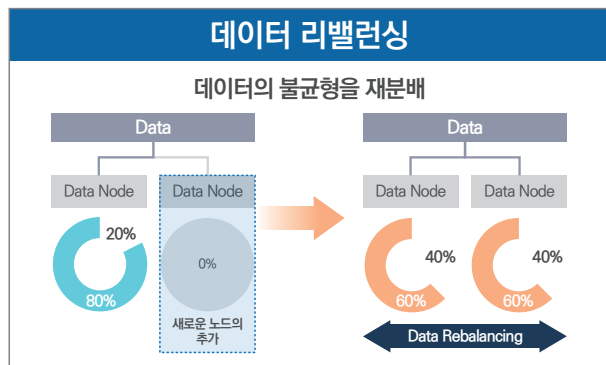 데이터 리밸런싱
데이터의 불균형을 재분배
Data
Data Node
Data Node
20%
80%
0%
새로운 노드의
추가
Data
Data Node
Data Node
40%
60%
40%
60%
Data Rebalancing